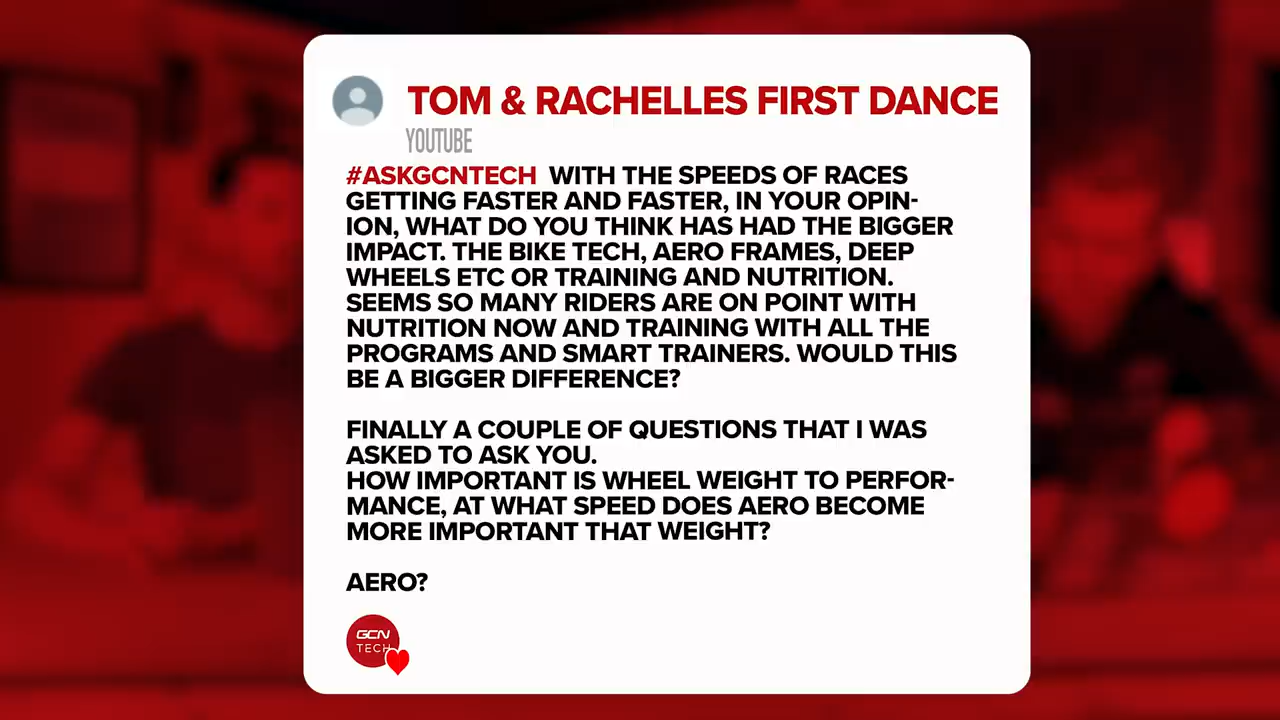 TOM & RACHELLES FIRST DANCE
YOUTUBE
#ASKGCNTECH WITH THE SPEEDS OF RACES
GETTING FASTER AND FASTER, IN YOUR OPIN-
ION, WHAT DO YOU THINK HAS HAD THE BIGGER
IMPACT. THE BIKE TECH, AERO FRAMES, DEEP
WHEELS ETC OR TRAINING AND NUTRITION.
SEEMS SO MANY RIDERS ARE ON POINT WITH
NUTRITION NOW AND TRAINING WITH ALL THE
PROGRAMS AND SMART TRAINERS. WOULD THIS
BE A BIGGER DIFFERENCE?
FINALLY A COUPLE OF QUESTIONS THAT I WAS
ASKED TO ASK YOU.
HOW IMPORTANT IS WHEEL WEIGHT TO PERFOR-
MANCE, AT WHAT SPEED DOES AERO BECOME
MORE IMPORTANT THAT WEIGHT?
AERO?
GCN
TECH